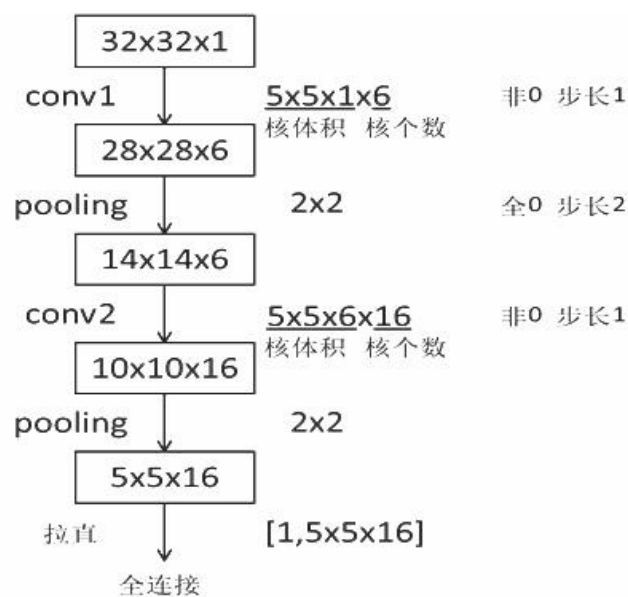 32x32x1
conv1 5x5x1x6 非0 步长1
核体积 核个数
28x28x6
pooling 2x2 全0 步长2
14x14x6
conv2 5x5x6x16 非0 步长1
核体积 核个数
10x10x16
pooling 2x2
5x5x16
拉直 [1,5x5x16]
全连接